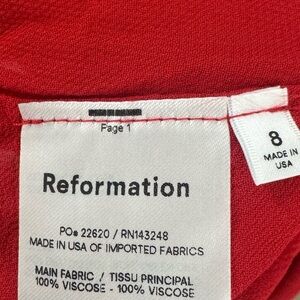 Page 1
Reformation
PO# 22620 / RN143248
MADE IN USA OF IMPORTED FABRICS
MAIN FABRIC / TISSU PRINCIPAL
100% VISCOSE - 100% VISCOSE
8
MADE IN
USA